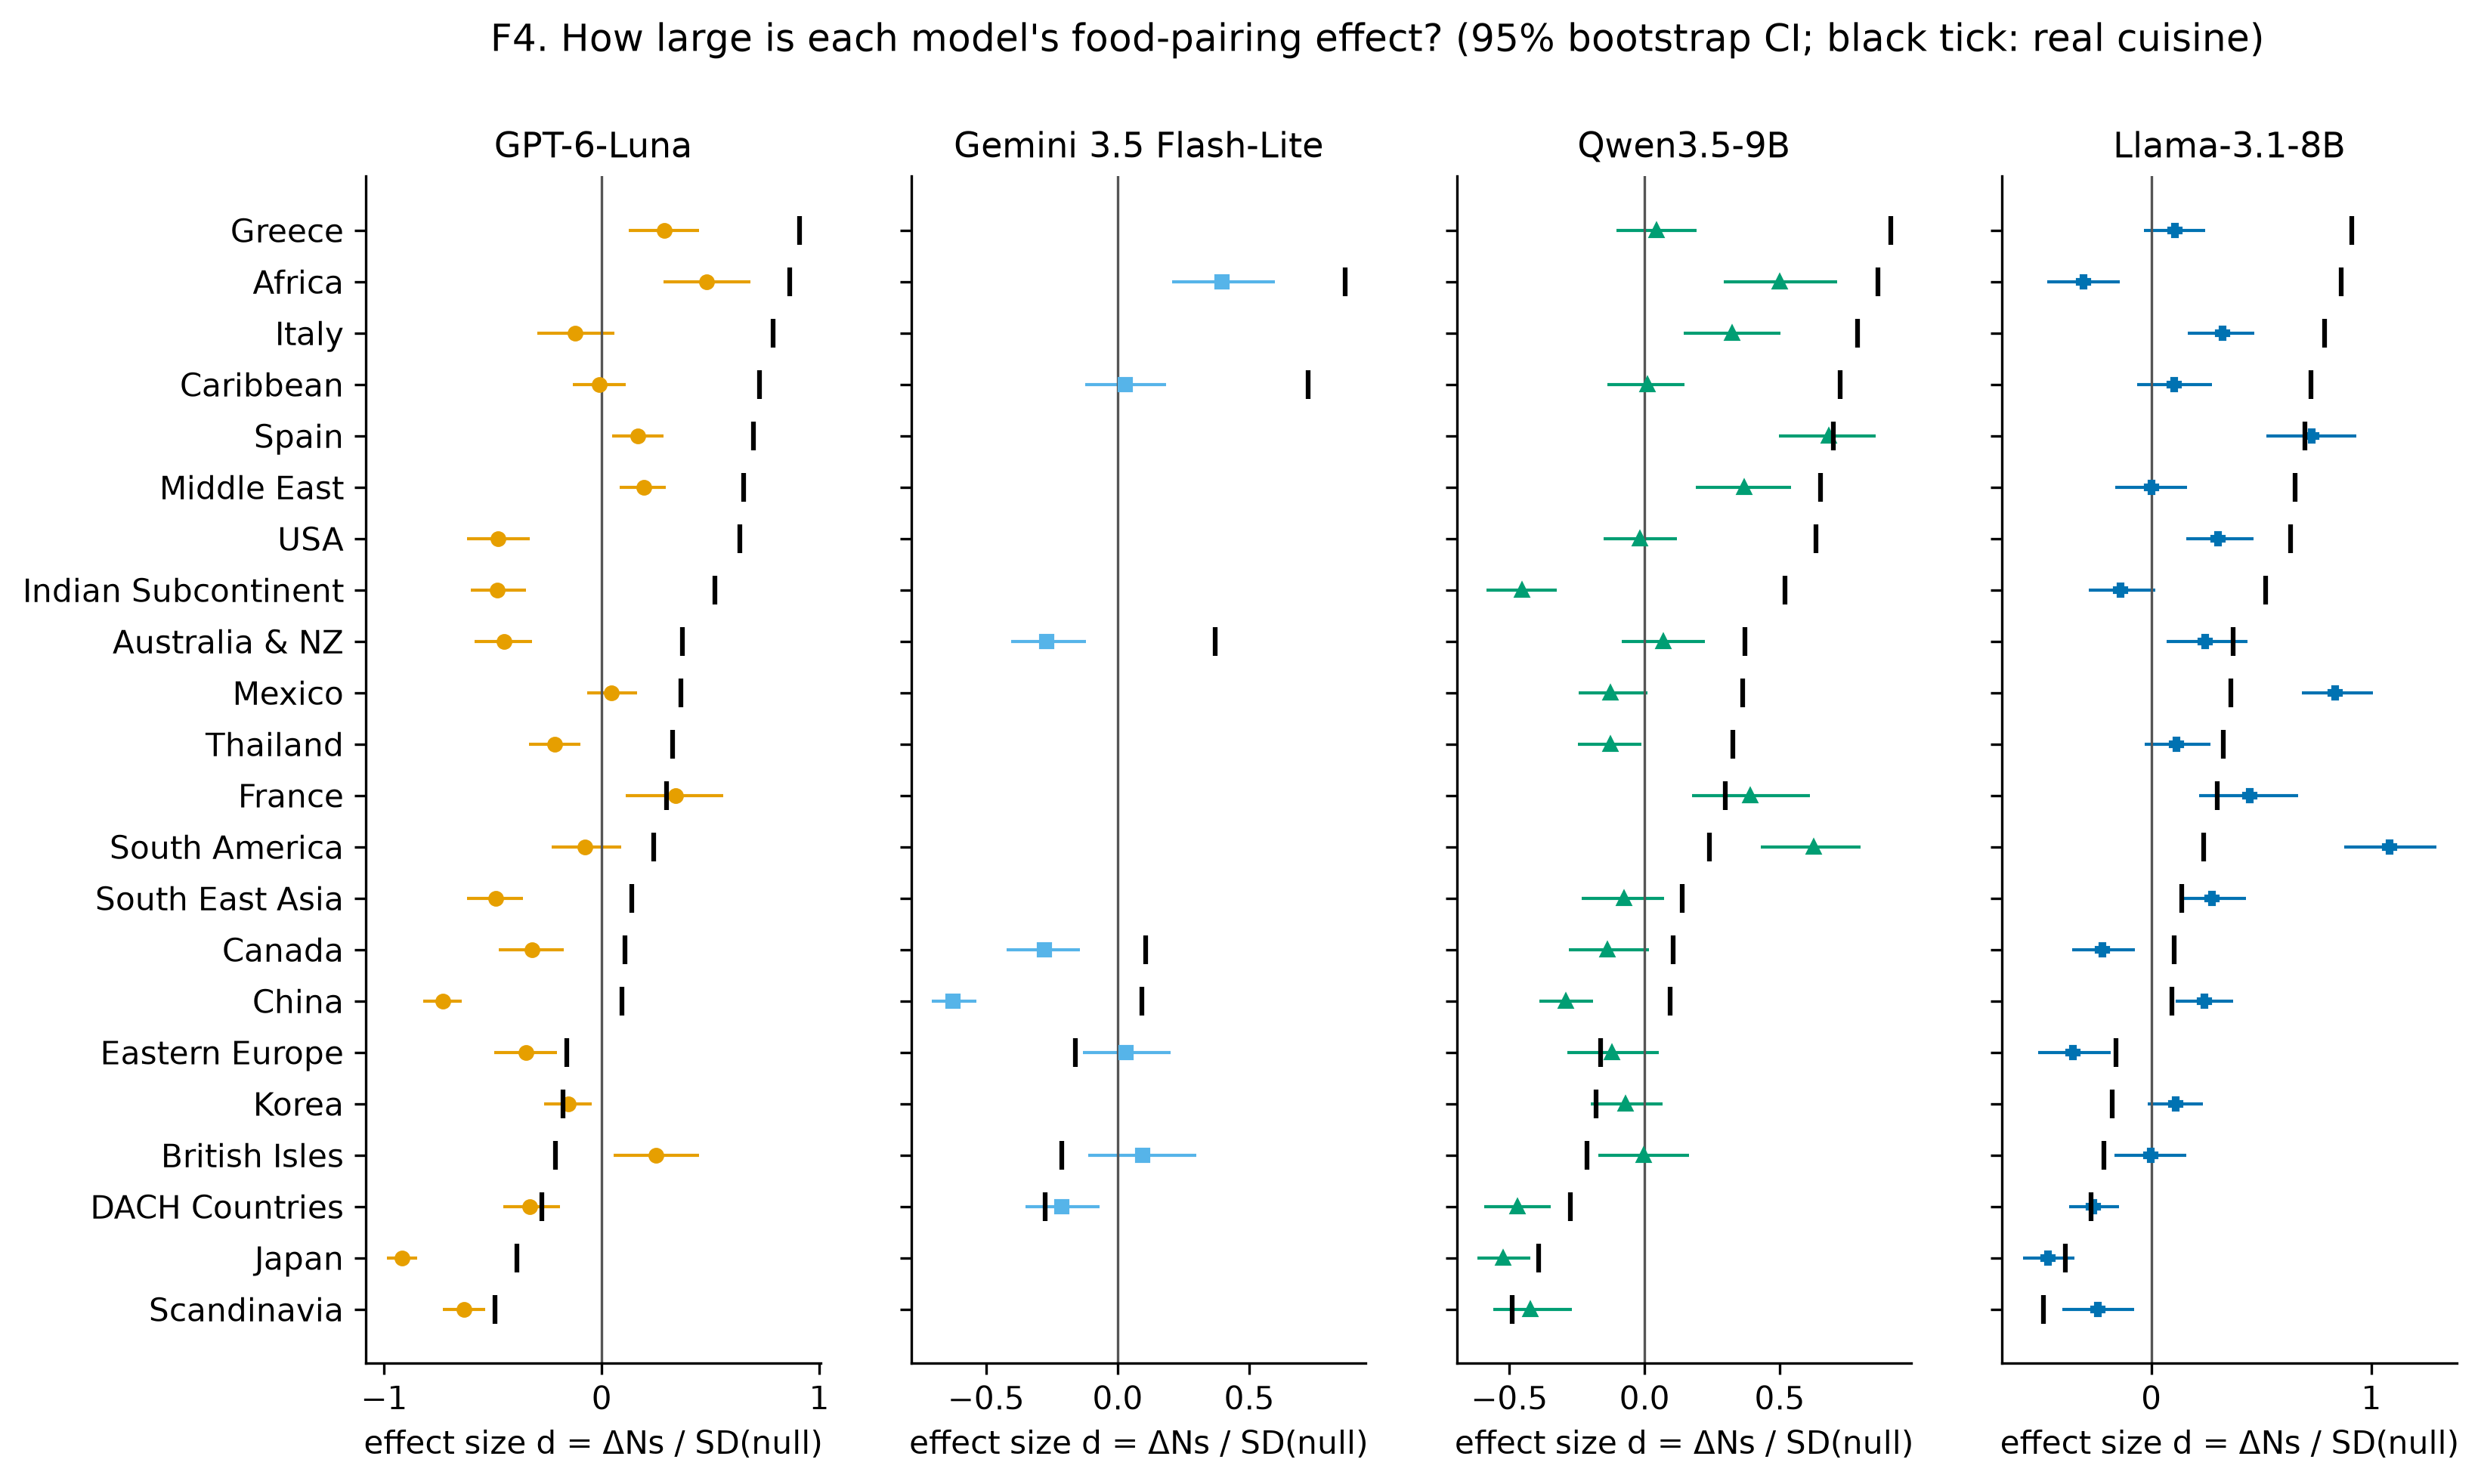 F4. How large is each model's food-pairing effect? (95% bootstrap CI; black tick: real cuisine)
GPT-6-Luna
Gemini 3.5 Flash-Lite
Qwen3.5-9B
Llama-3.1-8B
Greece
Africa
Italy
Caribbean
Spain
Middle East
USA
Indian Subcontinent
Australia & NZ
Mexico
Thailand
France
South America
South East Asia
Canada
China
Eastern Europe
Korea
British Isles
DACH Countries
Japan
Scandinavia
−1 0 1
−0.5 0.0 0.5
−0.5 0.0 0.5
0 1
effect size d = ΔNs / SD(null)
effect size d = ΔNs / SD(null)
effect size d = ΔNs / SD(null)
effect size d = ΔNs / SD(null)